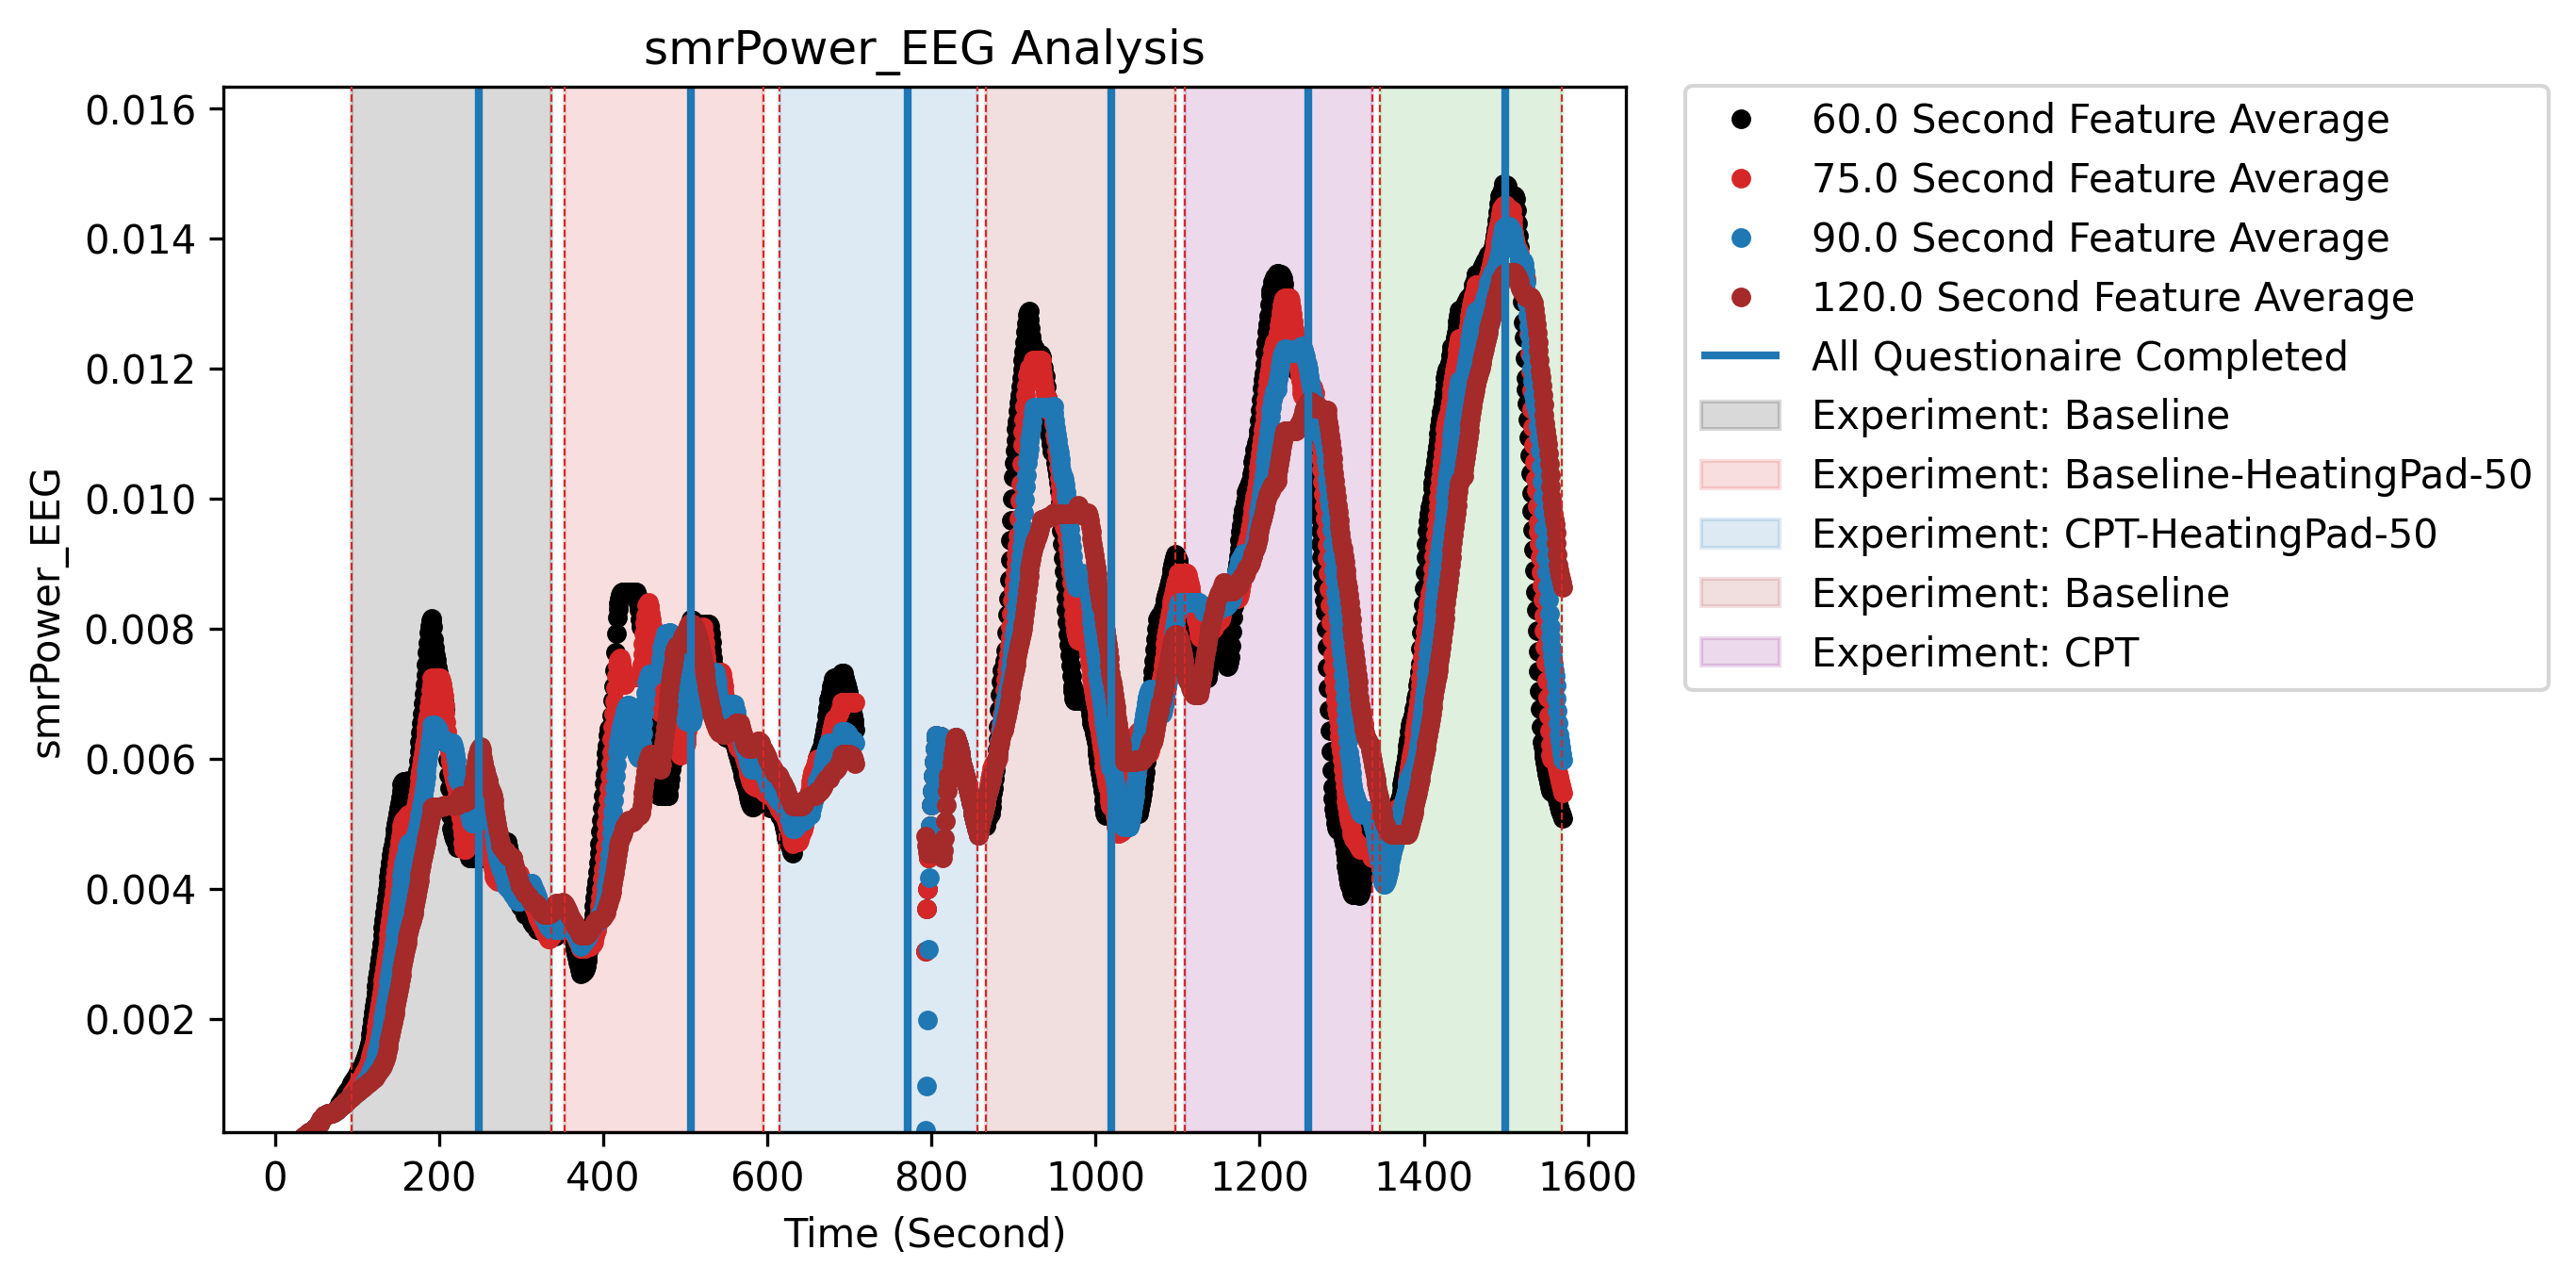 smrPower_EEG Analysis
0.016
0.014
0.012
0.010
0.008
0.006
0.004
0.002
smrPower_EEG
0 200 400 600 800 1000 1200 1400 1600
Time (Second)
60.0 Second Feature Average
75.0 Second Feature Average
90.0 Second Feature Average
120.0 Second Feature Average
All Questionaire Completed
Experiment: Baseline
Experiment: Baseline-HeatingPad-50
Experiment: CPT-HeatingPad-50
Experiment: Baseline
Experiment: CPT